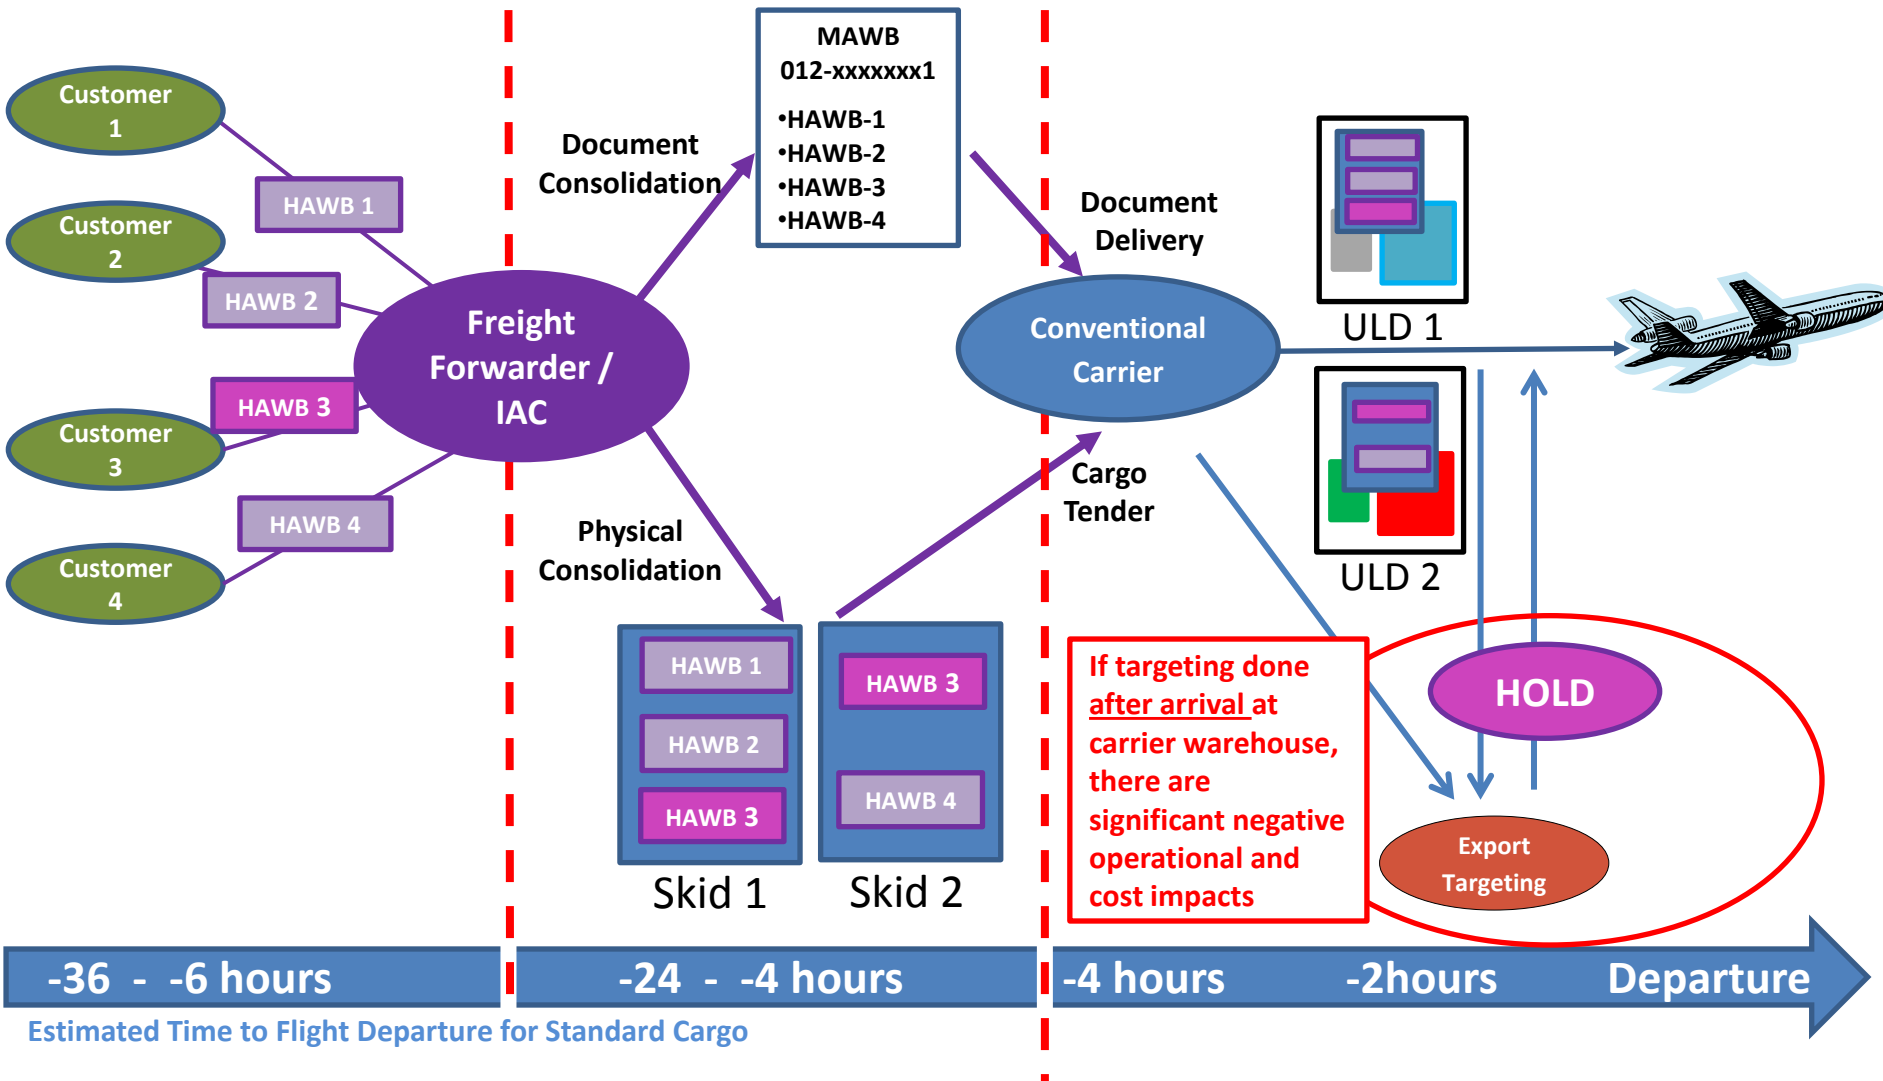 Customer
1
Customer
2
Customer
3
Customer
4
HAWB 1
HAWB 2
HAWB 3
HAWB 4
Freight
Forwarder /
IAC
Document
Consolidation
MAWB
012-xxxxxxx1
•HAWB-1
•HAWB-2
•HAWB-3
•HAWB-4
Physical
Consolidation
HAWB 1
HAWB 2
HAWB 3
Skid 1
HAWB 3
HAWB 4
Skid 2
Document
Delivery
Conventional
Carrier
Cargo
Tender
ULD 1
ULD 2
If targeting done
after arrival at
carrier warehouse,
there are
significant negative
operational and
cost impacts
HOLD
Export
Targeting
-36 - -6 hours
-24 - -4 hours
-4 hours
-2hours
Departure
Estimated Time to Flight Departure for Standard Cargo